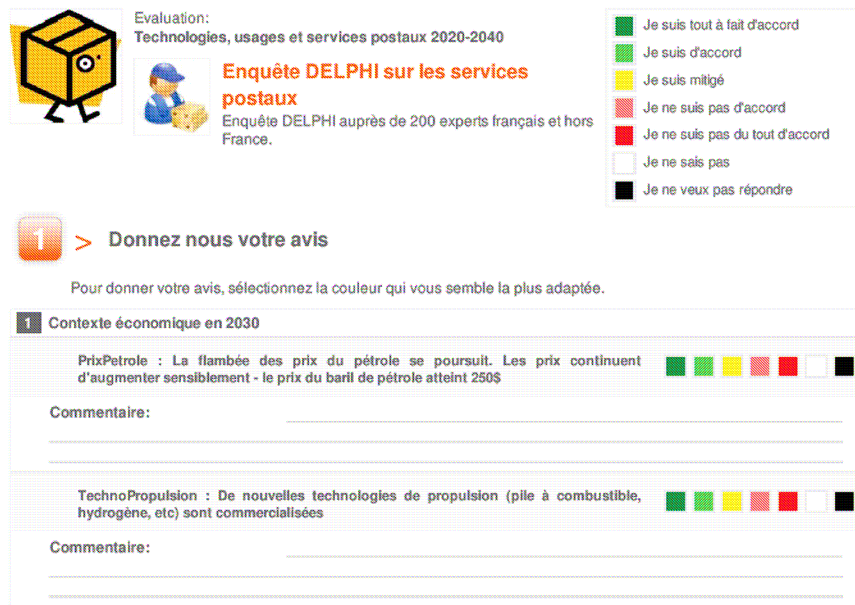 Evaluation:
Technologies, usages et services postaux 2020-2040
Enquête DELPHI sur les services
postaux
Enquête DELPHI auprès de 200 experts français et hors
France.
Je suis tout à fait d'accord
Je suis d'accord
Je suis mitigé
Je ne suis pas d'accord
Je ne suis pas du tout d'accord
Je ne sais pas
Je ne veux pas répondre
1 > Donnez nous votre avis
Pour donner votre avis, sélectionnez la couleur qui vous semble la plus adaptée.
1 Contexte économique en 2030
PrixPetrole : La flambée des prix du pétrole se poursuit. Les prix continuent
d'augmenter sensiblement - le prix du baril de pétrole atteint 250$
Commentaire:
TechnoPropulsion : De nouvelles technologies de propulsion (pile à combustible,
hydrogène, etc) sont commercialisées
Commentaire: